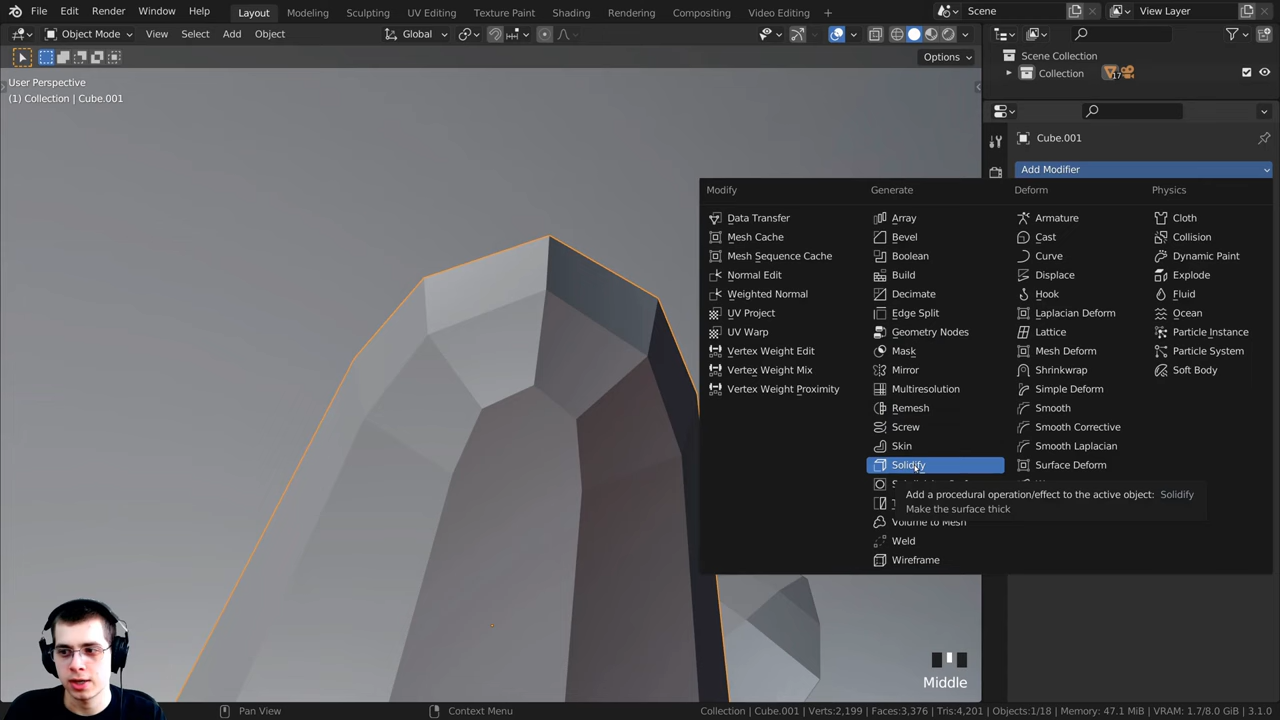 File Edit Render Window Help Layout Modeling Sculpting UV Editing Texture Paint Shading Rendering Compositing Video Editing Scene View Layer
Object Mode View Select Add Object Global
Options
User Perspective
(1) Collection | Cube.001
Scene Collection
Collection 17
Cube.001
Add Modifier
Modify Generate Deform Physics
Data Transfer Array Armature Cloth
Mesh Cache Bevel Cast Collision
Mesh Sequence Cache Boolean Curve Dynamic Paint
Normal Edit Build Displace Explode
Weighted Normal Decimate Hook Fluid
UV Project Edge Split Laplacian Deform Ocean
UV Warp Geometry Nodes Lattice Particle Instance
Vertex Weight Edit Mask Mesh Deform Particle System
Vertex Weight Mix Mirror Shrinkwrap Soft Body
Vertex Weight Proximity Multiresolution Simple Deform
Remesh Smooth
Screw Smooth Corrective
Skin Smooth Laplacian
Solidify Surface Deform
Add a procedural operation/effect to the active object: Solidify
Make the surface thick
Volume to Mesh
Weld
Wireframe
Middle
Pan View Context Menu Collection | Cube.001 | Verts:2,199 | Faces:3,376 | Tris:4,201 | Objects:1/18 | Memory: 47.1 MiB | VRAM: 1.7/8.0 GiB | 3.1.0